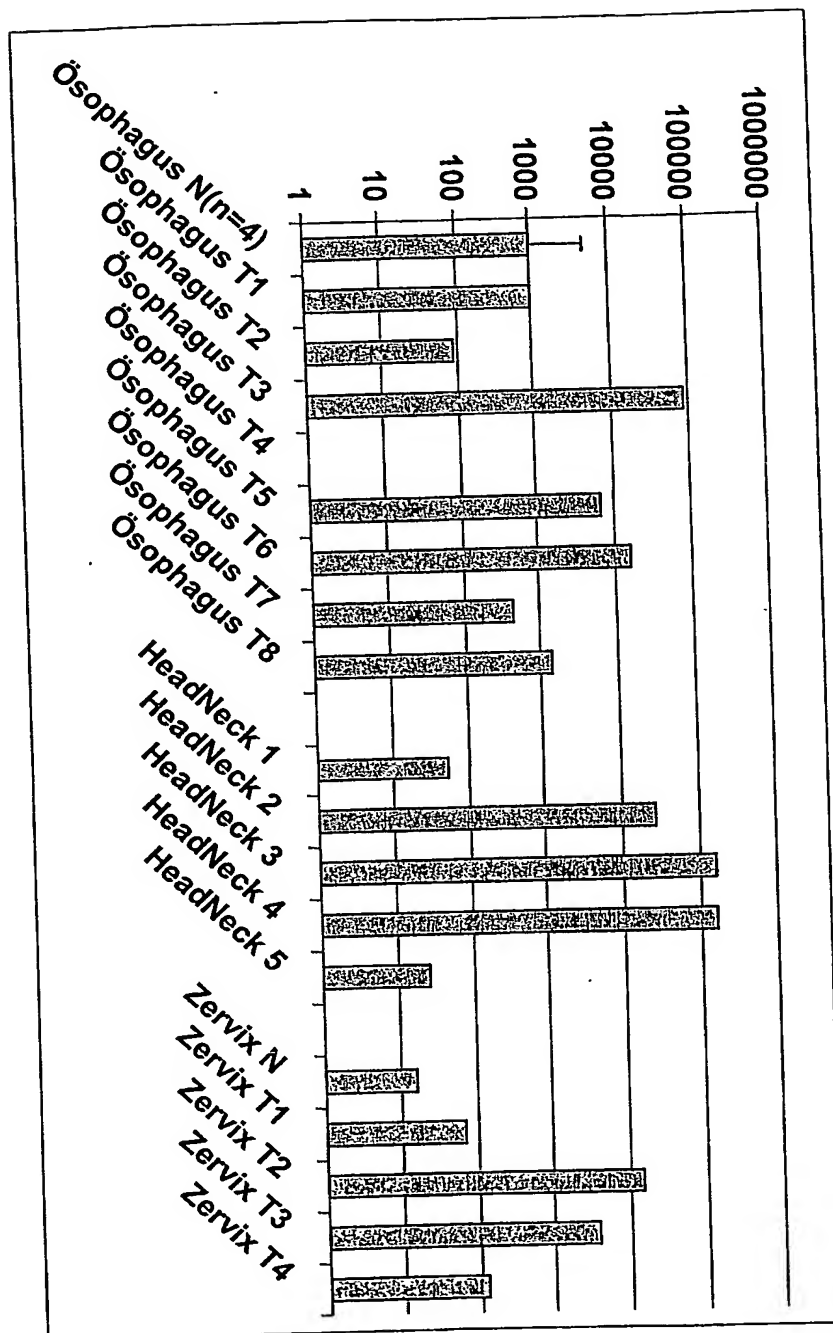 1000000
100000
10000
1000
100
10
1
Ösophagus N(n=4)
Ösophagus T1
Ösophagus T2
Ösophagus T3
Ösophagus T4
Ösophagus T5
Ösophagus T6
Ösophagus T7
Ösophagus T8
HeadNeck 1
HeadNeck 2
HeadNeck 3
HeadNeck 4
HeadNeck 5
Zervix N
Zervix T1
Zervix T2
Zervix T3
Zervix T4